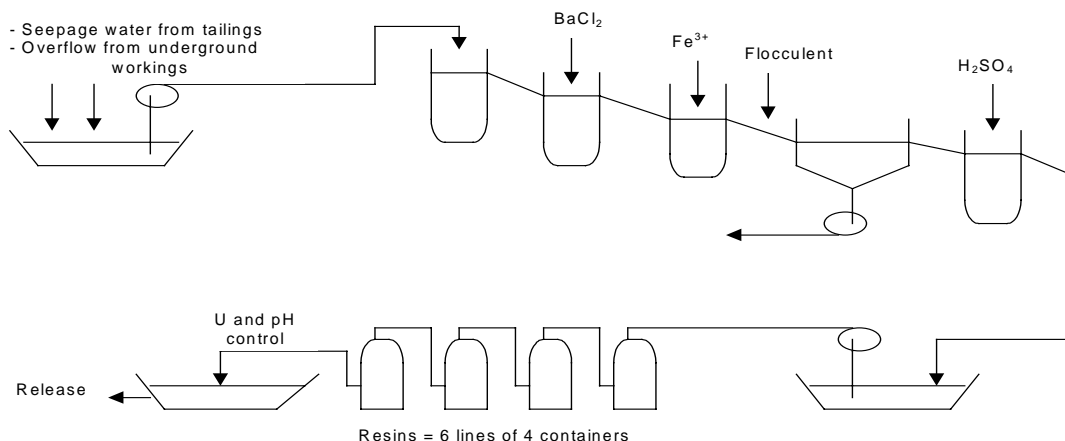 - Seepage water from tailings
- Overflow from underground
workings
BaCl₂
Fe³⁺
Flocculent
H₂SO₄
U and pH
control
Release
Resins = 6 lines of 4 containers